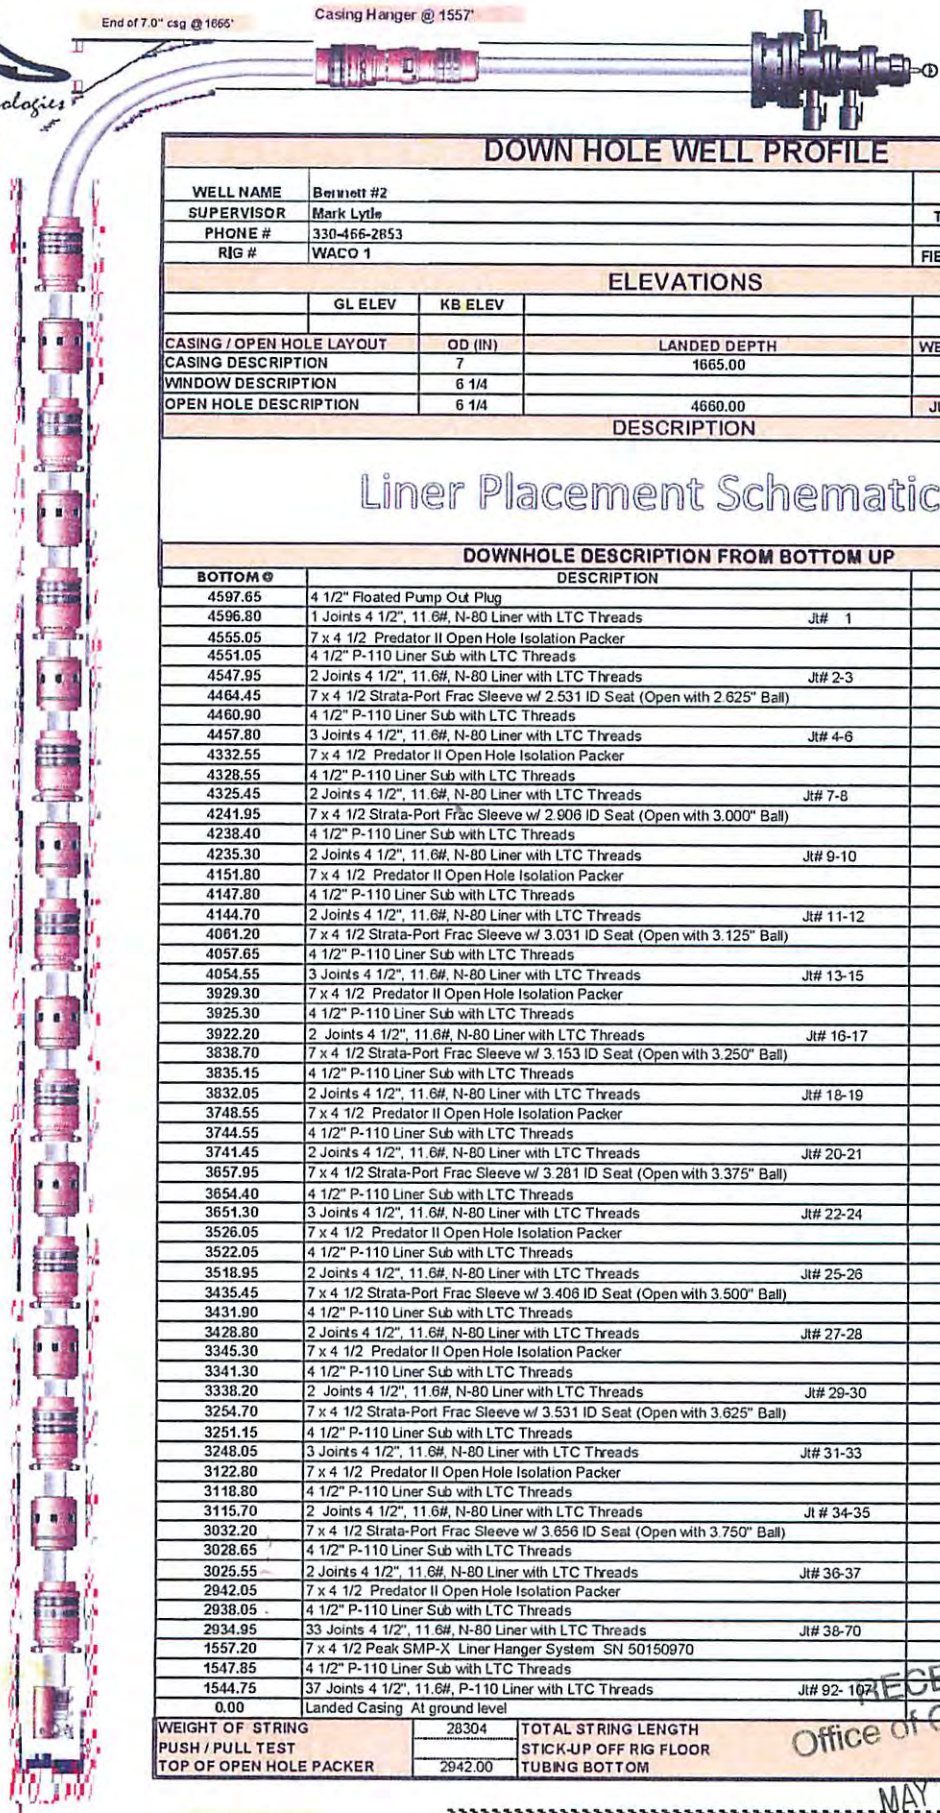 End of 7.0" csg @ 1665'
Casing Hanger @ 1557'
ologies
DOWN HOLE WELL PROFILE
WELL NAME Bennett #2
SUPERVISOR Mark Lytle
PHONE # 330-466-2853
RIG # WACO 1
ELEVATIONS
GL ELEV KB ELEV
CASING / OPEN HOLE LAYOUT OD (IN) LANDED DEPTH
CASING DESCRIPTION 7 1665.00
WINDOW DESCRIPTION 6 1/4
OPEN HOLE DESCRIPTION 6 1/4 4660.00
DESCRIPTION
Liner Placement Schematic
DOWNHOLE DESCRIPTION FROM BOTTOM UP
BOTTOM @ DESCRIPTION
4597.65 4 1/2" Floated Pump Out Plug
4596.80 1 Joints 4 1/2", 11.6#, N-80 Liner with LTC Threads Jt# 1
4555.05 7 x 4 1/2 Predator II Open Hole Isolation Packer
4551.05 4 1/2" P-110 Liner Sub with LTC Threads
4547.95 2 Joints 4 1/2", 11.6#, N-80 Liner with LTC Threads Jt# 2-3
4464.45 7 x 4 1/2 Strata-Port Frac Sleeve w/ 2.531 ID Seat (Open with 2.625" Ball)
4460.90 4 1/2" P-110 Liner Sub with LTC Threads
4457.80 3 Joints 4 1/2", 11.6#, N-80 Liner with LTC Threads Jt# 4-6
4332.55 7 x 4 1/2 Predator II Open Hole Isolation Packer
4328.55 4 1/2" P-110 Liner Sub with LTC Threads
4325.45 2 Joints 4 1/2", 11.6#, N-80 Liner with LTC Threads Jt# 7-8
4241.95 7 x 4 1/2 Strata-Port Frac Sleeve w/ 2.906 ID Seat (Open with 3.000" Ball)
4238.40 4 1/2" P-110 Liner Sub with LTC Threads
4235.30 2 Joints 4 1/2", 11.6#, N-80 Liner with LTC Threads Jt# 9-10
4151.80 7 x 4 1/2 Predator II Open Hole Isolation Packer
4147.80 4 1/2" P-110 Liner Sub with LTC Threads
4144.70 2 Joints 4 1/2", 11.6#, N-80 Liner with LTC Threads Jt# 11-12
4061.20 7 x 4 1/2 Strata-Port Frac Sleeve w/ 3.031 ID Seat (Open with 3.125" Ball)
4057.65 4 1/2" P-110 Liner Sub with LTC Threads
4054.55 3 Joints 4 1/2", 11.6#, N-80 Liner with LTC Threads Jt# 13-15
3929.30 7 x 4 1/2 Predator II Open Hole Isolation Packer
3925.30 4 1/2" P-110 Liner Sub with LTC Threads
3922.20 2 Joints 4 1/2", 11.6#, N-80 Liner with LTC Threads Jt# 16-17
3838.70 7 x 4 1/2 Strata-Port Frac Sleeve w/ 3.153 ID Seat (Open with 3.250" Ball)
3835.15 4 1/2" P-110 Liner Sub with LTC Threads
3832.05 2 Joints 4 1/2", 11.6#, N-80 Liner with LTC Threads Jt# 18-19
3748.55 7 x 4 1/2 Predator II Open Hole Isolation Packer
3744.55 4 1/2" P-110 Liner Sub with LTC Threads
3741.45 2 Joints 4 1/2", 11.6#, N-80 Liner with LTC Threads Jt# 20-21
3657.95 7 x 4 1/2 Strata-Port Frac Sleeve w/ 3.281 ID Seat (Open with 3.375" Ball)
3654.40 4 1/2" P-110 Liner Sub with LTC Threads
3651.30 3 Joints 4 1/2", 11.6#, N-80 Liner with LTC Threads Jt# 22-24
3526.05 7 x 4 1/2 Predator II Open Hole Isolation Packer
3522.05 4 1/2" P-110 Liner Sub with LTC Threads
3518.95 2 Joints 4 1/2", 11.6#, N-80 Liner with LTC Threads Jt# 25-26
3435.45 7 x 4 1/2 Strata-Port Frac Sleeve w/ 3.406 ID Seat (Open with 3.500" Ball)
3431.90 4 1/2" P-110 Liner Sub with LTC Threads
3428.80 2 Joints 4 1/2", 11.6#, N-80 Liner with LTC Threads Jt# 27-28
3345.30 7 x 4 1/2 Predator II Open Hole Isolation Packer
3341.30 4 1/2" P-110 Liner Sub with LTC Threads
3338.20 2 Joints 4 1/2", 11.6#, N-80 Liner with LTC Threads Jt# 29-30
3254.70 7 x 4 1/2 Strata-Port Frac Sleeve w/ 3.531 ID Seat (Open with 3.625" Ball)
3251.15 4 1/2" P-110 Liner Sub with LTC Threads
3248.05 3 Joints 4 1/2", 11.6#, N-80 Liner with LTC Threads Jt# 31-33
3122.80 7 x 4 1/2 Predator II Open Hole Isolation Packer
3118.80 4 1/2" P-110 Liner Sub with LTC Threads
3115.70 2 Joints 4 1/2", 11.6#, N-80 Liner with LTC Threads Jt # 34-35
3032.20 7 x 4 1/2 Strata-Port Frac Sleeve w/ 3.656 ID Seat (Open with 3.750" Ball)
3028.65 4 1/2" P-110 Liner Sub with LTC Threads
3025.55 2 Joints 4 1/2", 11.6#, N-80 Liner with LTC Threads Jt# 36-37
2942.05 7 x 4 1/2 Predator II Open Hole Isolation Packer
2938.05 4 1/2" P-110 Liner Sub with LTC Threads
2934.95 33 Joints 4 1/2", 11.6#, N-80 Liner with LTC Threads Jt# 38-70
1557.20 7 x 4 1/2 Peak SMP-X Liner Hanger System SN 50150970
1547.85 4 1/2" P-110 Liner Sub with LTC Threads
1544.75 37 Joints 4 1/2", 11.6#, P-110 Liner with LTC Threads Jt# 92-107
0.00 Landed Casing At ground level
WEIGHT OF STRING 28304 TOTAL STRING LENGTH
PUSH / PULL TEST STICK-UP OFF RIG FLOOR
TOP OF OPEN HOLE PACKER 2942.00 TUBING BOTTOM
Office of
MAY